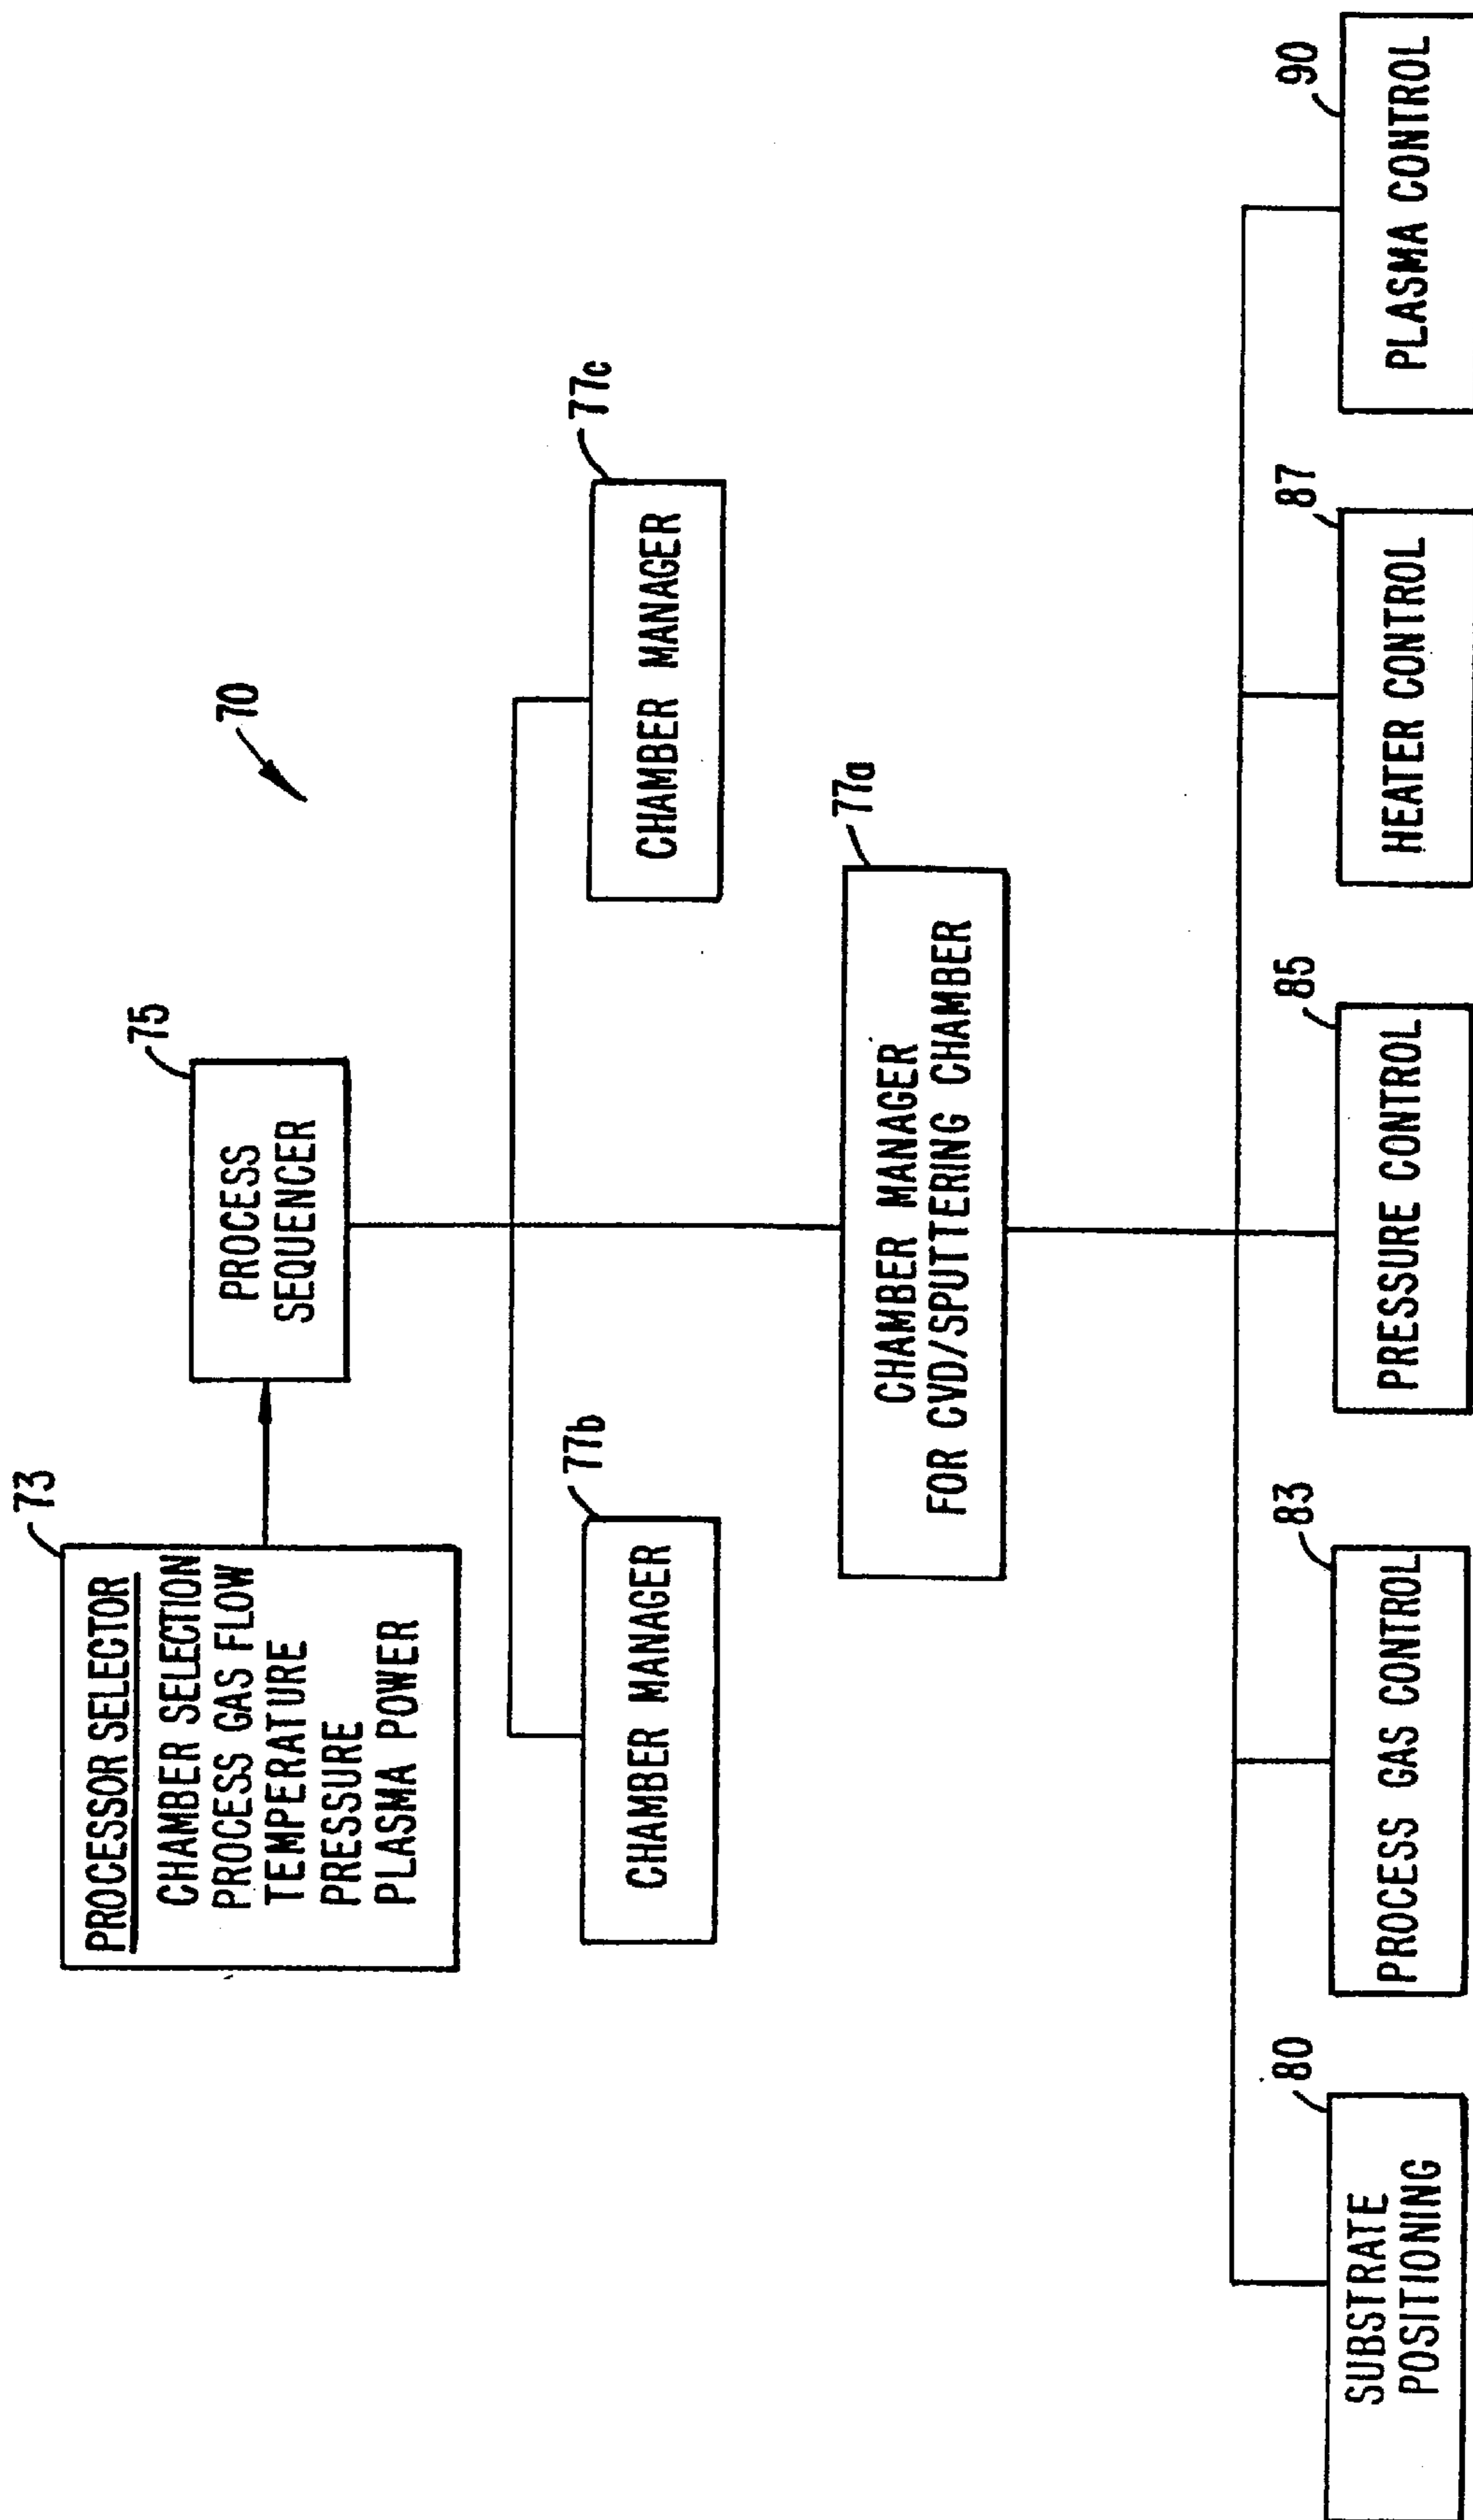 70
73
PROCESSOR SELECTOR
CHAMBER SELECTION
PROCESS GAS FLOW
TEMPERATURE
PRESSURE
PLASMA POWER
75
PROCESS
SEQUENCER
77b
CHAMBER MANAGER
77c
CHAMBER MANAGER
77a
CHAMBER MANAGER
FOR CVD/SPUTTERING CHAMBER
80
SUBSTRATE
POSITIONING
83
PROCESS GAS CONTROL
85
PRESSURE CONTROL
87
HEATER CONTROL
90
PLASMA CONTROL